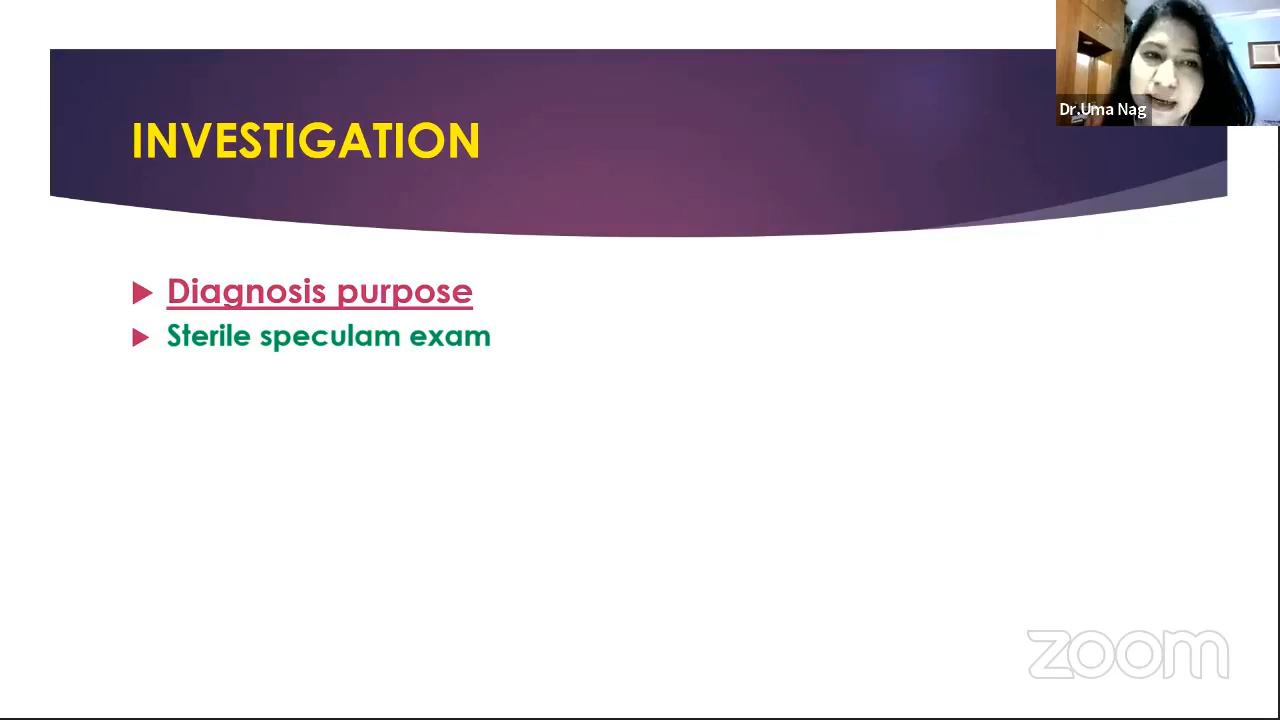 Dr.Uma Nag
INVESTIGATION
Diagnosis purpose
Sterile speculam exam
zoom